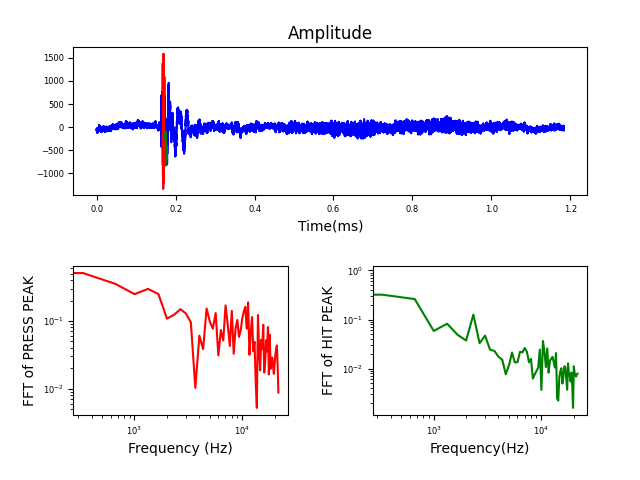 Amplitude
1500
1000
500
0
−500
−1000
0.0 0.2 0.4 0.6 0.8 1.0 1.2
Time(ms)
FFT of PRESS PEAK
10⁻¹
10⁻²
10³ 10⁴
Frequency (Hz)
FFT of HIT PEAK
10⁰
10⁻¹
10⁻²
10³ 10⁴
Frequency(Hz)